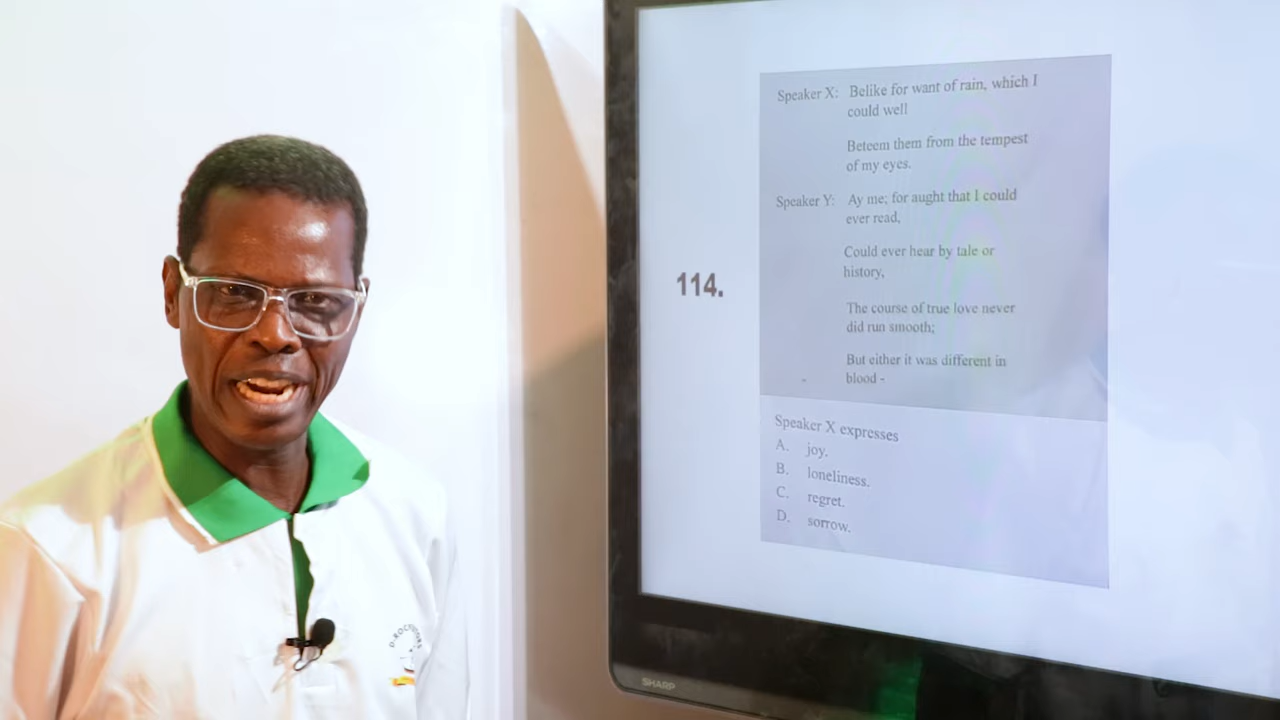 Speaker X: Belike for want of rain, which I
could well
Beteem them from the tempest
of my eyes.
Speaker Y: Ay me; for aught that I could
ever read,
Could ever hear by tale or
history,
114.
The course of true love never
did run smooth;
But either it was different in
blood -
Speaker X expresses
A. joy.
B. loneliness.
C. regret.
D. sorrow.
SHARP